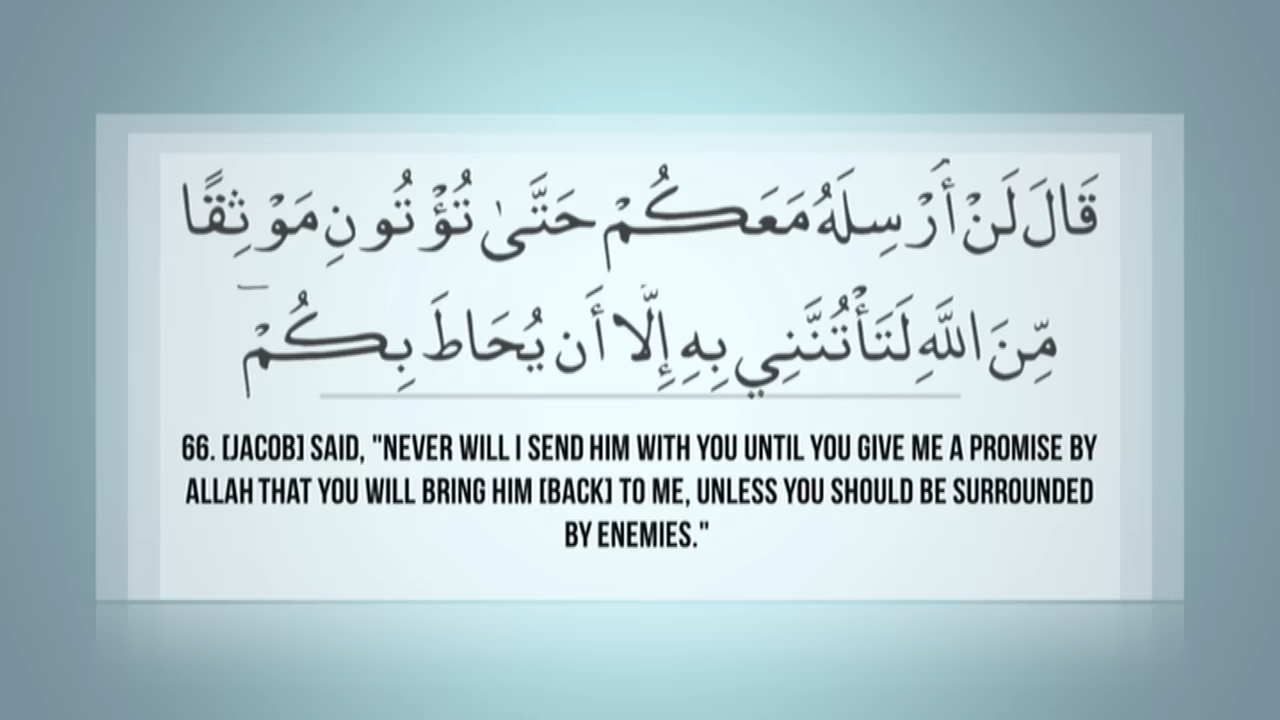 قَالَ لَنْ أُرْسِلَهُ مَعَكُمْ حَتَّىٰ تُؤْتُونِ مَوْثِقًا
مِّنَ اللَّهِ لَتَأْتُنَّنِي بِهِ إِلَّا أَن يُحَاطَ بِكُمْ
66. [JACOB] SAID, "NEVER WILL I SEND HIM WITH YOU UNTIL YOU GIVE ME A PROMISE BY
ALLAH THAT YOU WILL BRING HIM [BACK] TO ME, UNLESS YOU SHOULD BE SURROUNDED
BY ENEMIES."